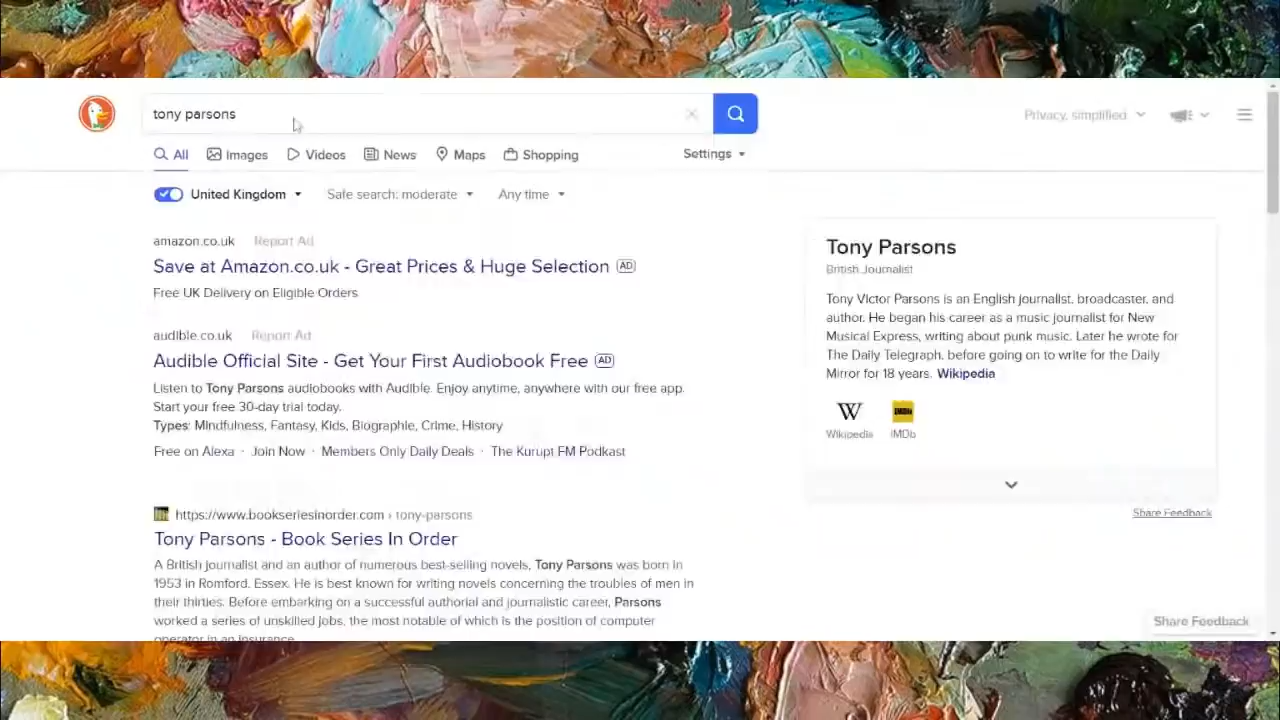 tony parsons
Privacy, simplified.
All Images Videos News Maps Shopping Settings
United Kingdom Safe search: moderate Any time
amazon.co.uk Report Ad
Save at Amazon.co.uk - Great Prices & Huge Selection AD
Free UK Delivery on Eligible Orders
audible.co.uk Report Ad
Audible Official Site - Get Your First Audiobook Free AD
Listen to Tony Parsons audiobooks with Audible. Enjoy anytime, anywhere with our free app.
Start your free 30-day trial today.
Types: Mindfulness, Fantasy, Kids, Biographie, Crime, History
Free on Alexa · Join Now · Members Only Daily Deals · The Kurupt FM Podkast
https://www.bookseriesinorder.com › tony-parsons
Tony Parsons - Book Series In Order
A British journalist and an author of numerous best-selling novels, Tony Parsons was born in
1953 in Romford, Essex. He is best known for writing novels concerning the troubles of men in
their thirties. Before embarking on a successful authorial and journalistic career, Parsons
worked a series of unskilled jobs, the most notable of which is the position of computer
operator in an insurance
Tony Parsons
British Journalist
Tony Victor Parsons is an English journalist, broadcaster, and
author. He began his career as a music journalist for New
Musical Express, writing about punk music. Later he wrote for
The Daily Telegraph, before going on to write for the Daily
Mirror for 18 years. Wikipedia
W IMDb
Wikipedia IMDb
Share Feedback
Share Feedback